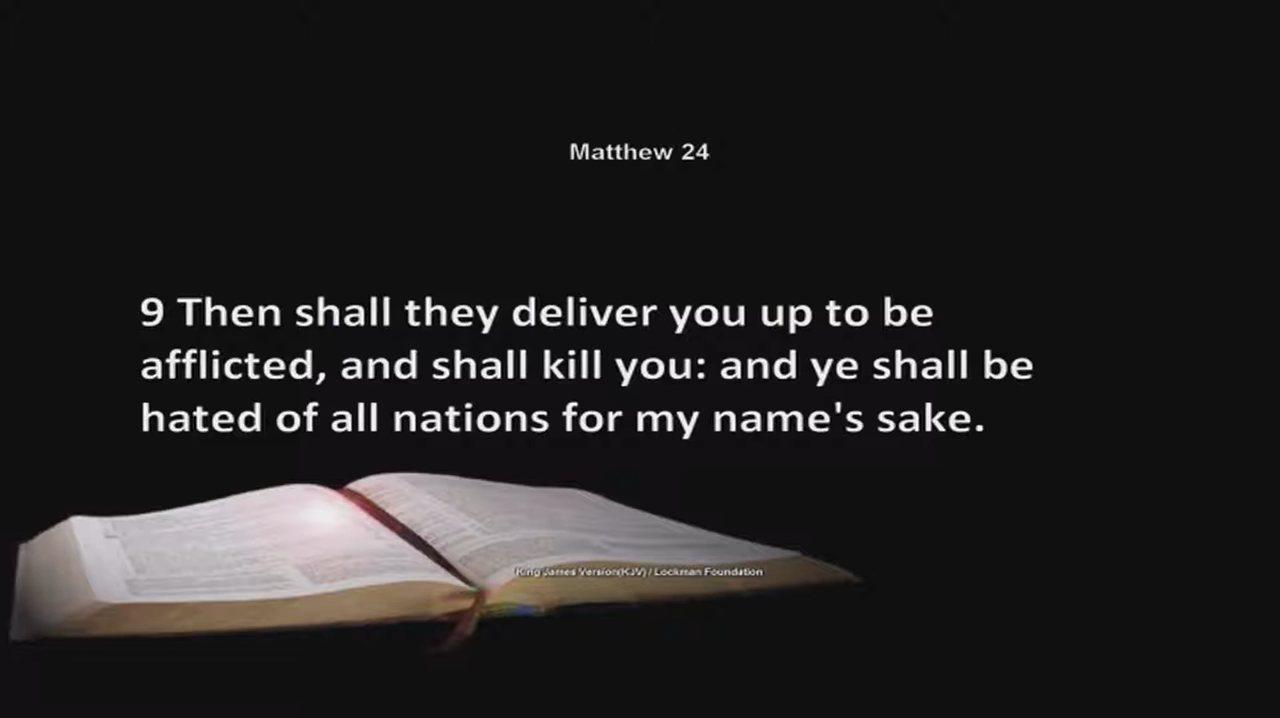 Matthew 24
9 Then shall they deliver you up to be
afflicted, and shall kill you: and ye shall be
hated of all nations for my name's sake.
King James Version(KJV) / Lockman Foundation